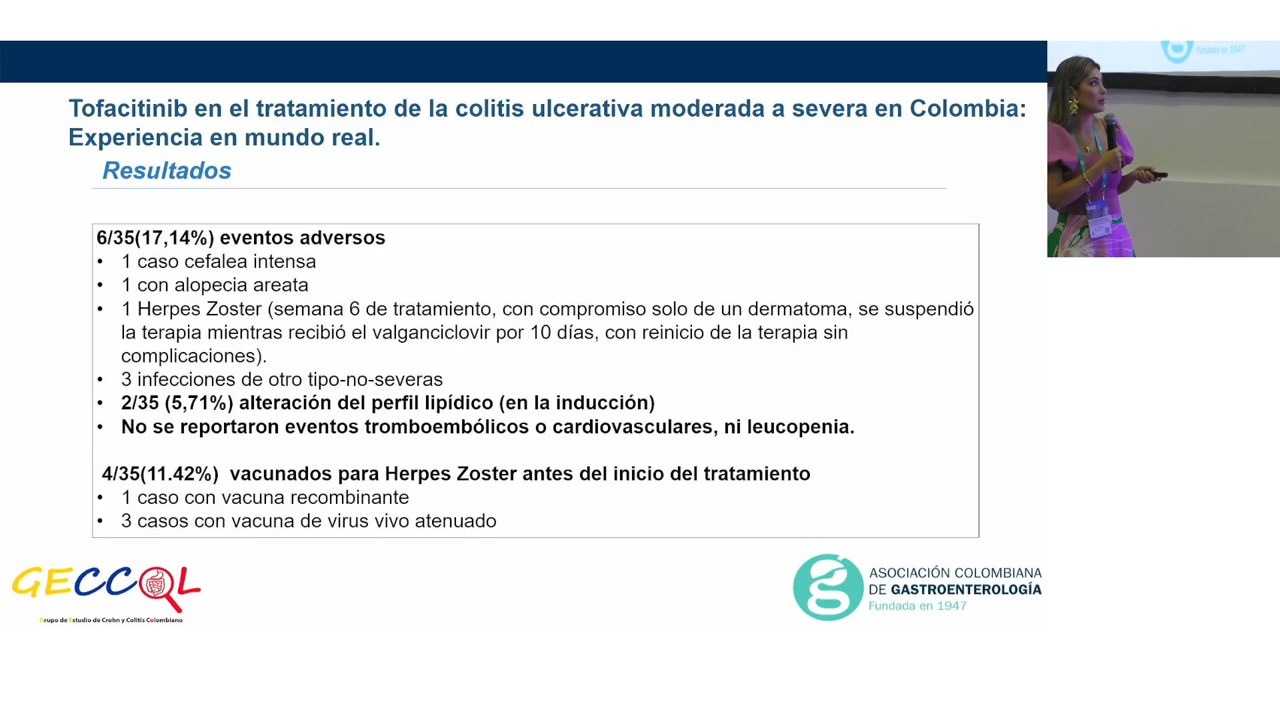 Tofacitinib en el tratamiento de la colitis ulcerativa moderada a severa en Colombia:
Experiencia en mundo real.
Resultados
6/35(17,14%) eventos adversos
• 1 caso cefalea intensa
• 1 con alopecia areata
• 1 Herpes Zoster (semana 6 de tratamiento, con compromiso solo de un dermatoma, se suspendió
la terapia mientras recibió el valganciclovir por 10 días, con reinicio de la terapia sin
complicaciones).
• 3 infecciones de otro tipo-no-severas
• 2/35 (5,71%) alteración del perfil lipídico (en la inducción)
• No se reportaron eventos tromboembólicos o cardiovasculares, ni leucopenia.
4/35(11.42%) vacunados para Herpes Zoster antes del inicio del tratamiento
• 1 caso con vacuna recombinante
• 3 casos con vacuna de virus vivo atenuado
GECCOL
Grupo de Estudio de Crohn y Colitis Colombiano
ASOCIACIÓN COLOMBIANA
DE GASTROENTEROLOGÍA
Fundada en 1947
Fundada en 1947